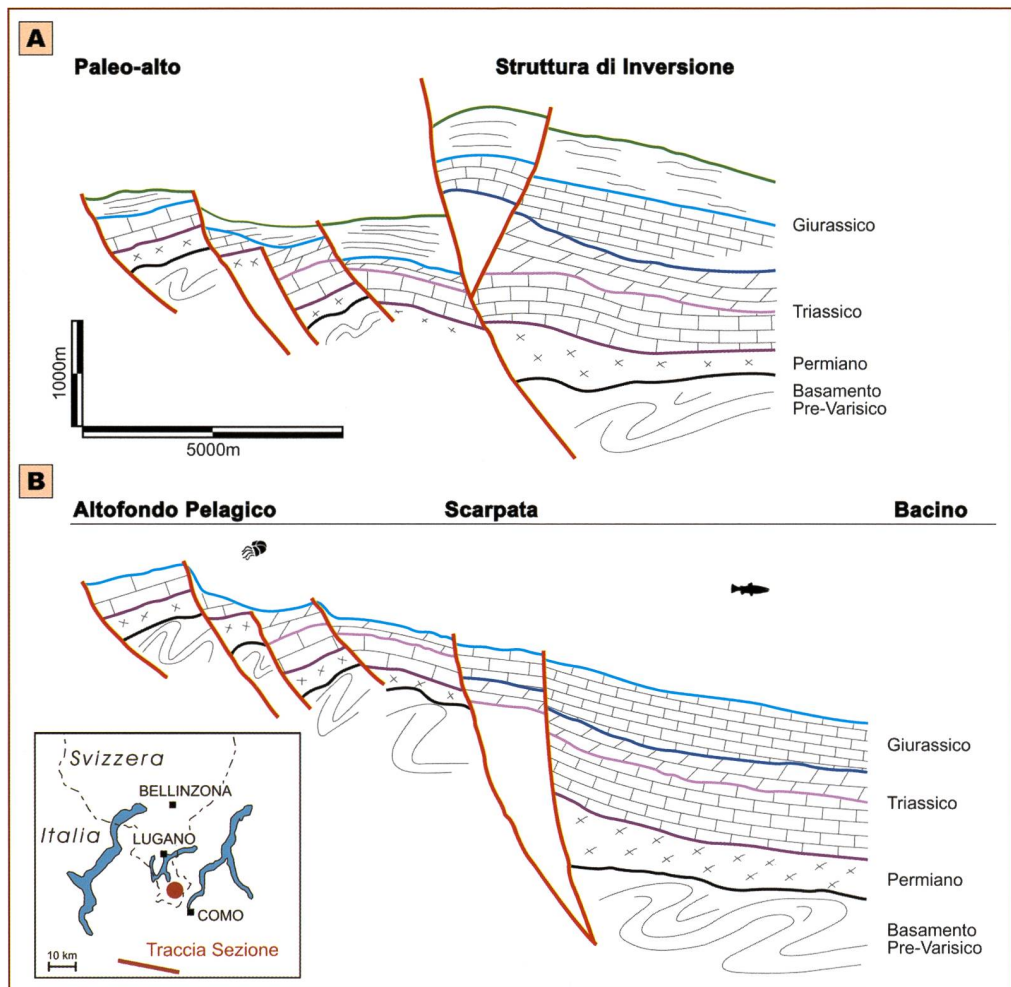 A
Paleo-alto
Struttura di Inversione
Giurassico
Triassico
Permiano
Basamento
Pre-Varisico
1000m
5000m
B
Altofondo Pelagico
Scarpata
Bacino
Giurassico
Triassico
Permiano
Basamento
Pre-Varisico
Svizzera
BELLINZONA
Italia
LUGANO
COMO
10 km
Traccia Sezione